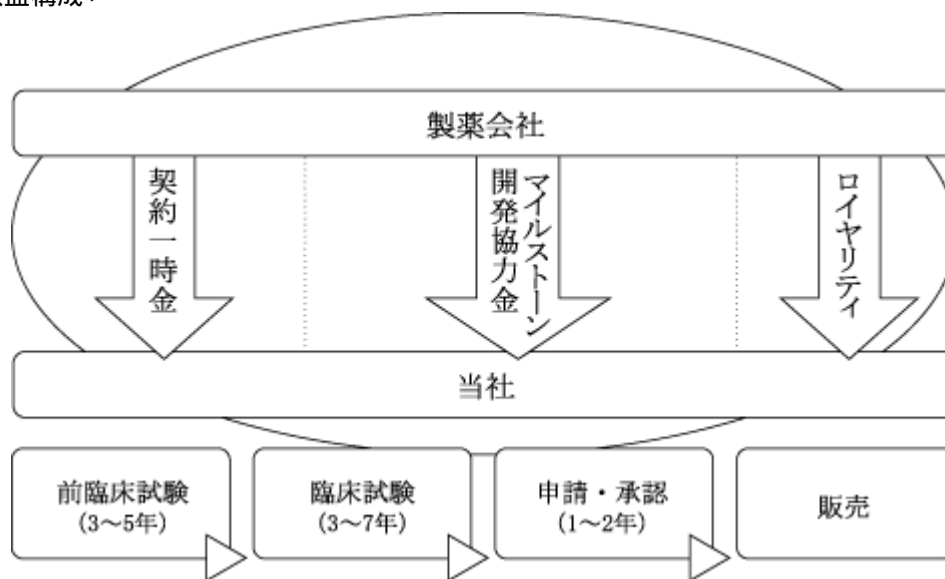 製薬会社
契約一時金
マイルストーン
開発協力金
ロイヤリティ
当社
前臨床試験
(3～5年)
臨床試験
(3～7年)
申請・承認
(1～2年)
販売